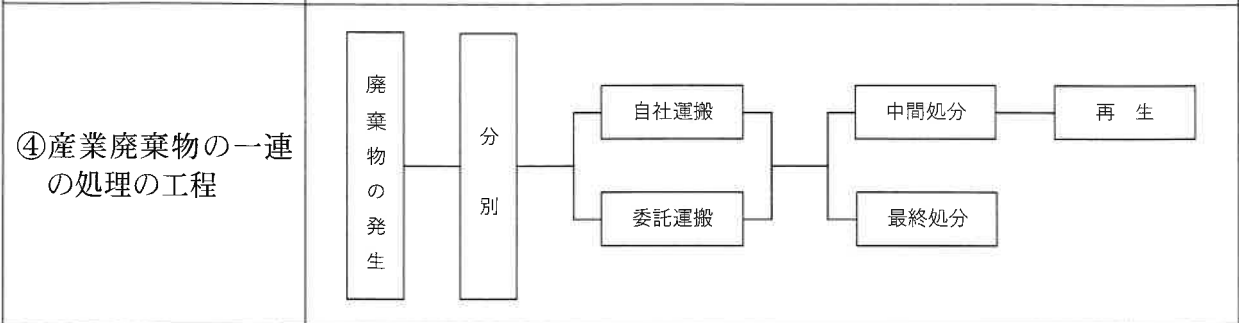 ④産業廃棄物の一連
の処理の工程
廃棄物の発生
分別
自社運搬
委託運搬
中間処分
最終処分
再 生